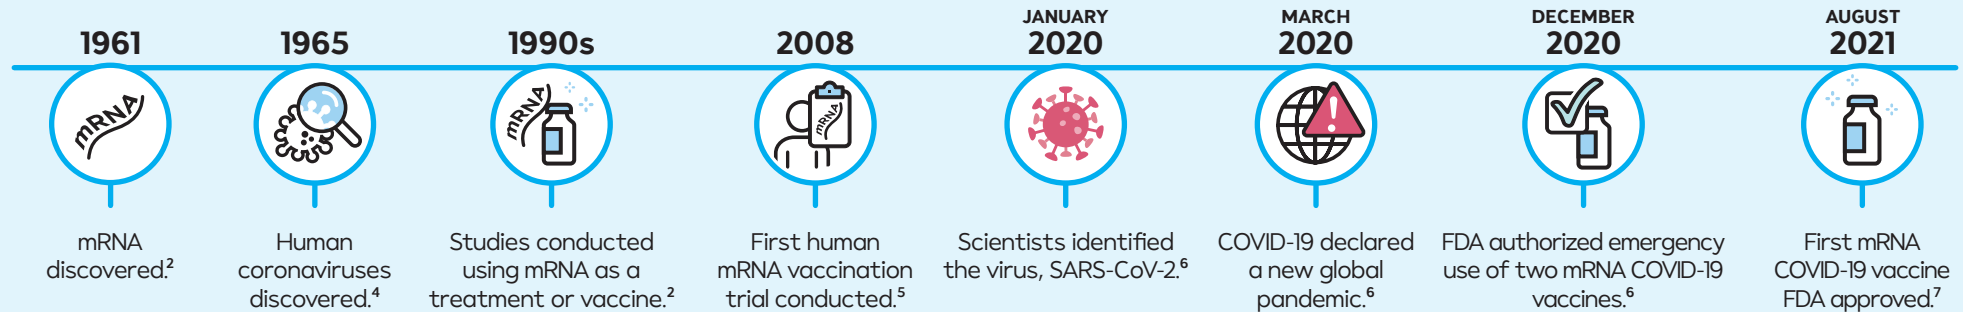 1961
mRNA
mRNA
discovered.²
1965
Human
coronaviruses
discovered.⁴
1990s
mRNA
Studies conducted
using mRNA as a
treatment or vaccine.²
2008
mRNA
First human
mRNA vaccination
trial conducted.⁵
JANUARY
2020
Scientists identified
the virus, SARS-CoV-2.⁶
MARCH
2020
!
COVID-19 declared
a new global
pandemic.⁶
DECEMBER
2020
FDA authorized emergency
use of two mRNA COVID-19
vaccines.⁶
AUGUST
2021
First mRNA
COVID-19 vaccine
FDA approved.⁷